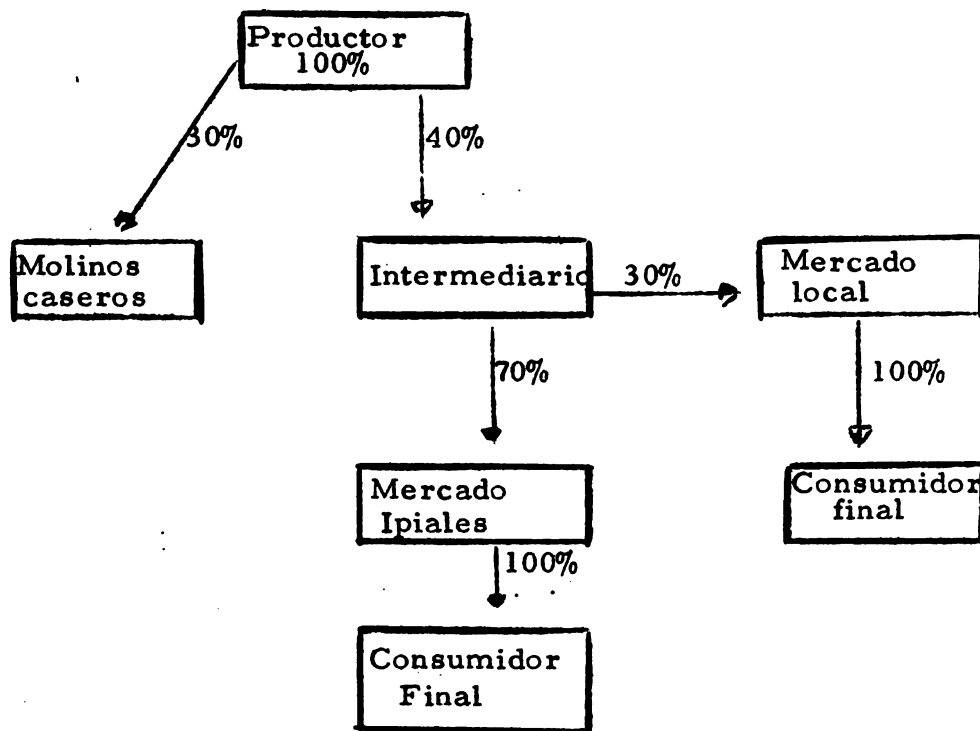 Productor
100%
30%
40%
Molinos
caseros
Intermediario
30%
Mercado
local
70%
100%
Mercado
Ipiales
Consumidor
final
100%
Consumidor
Final